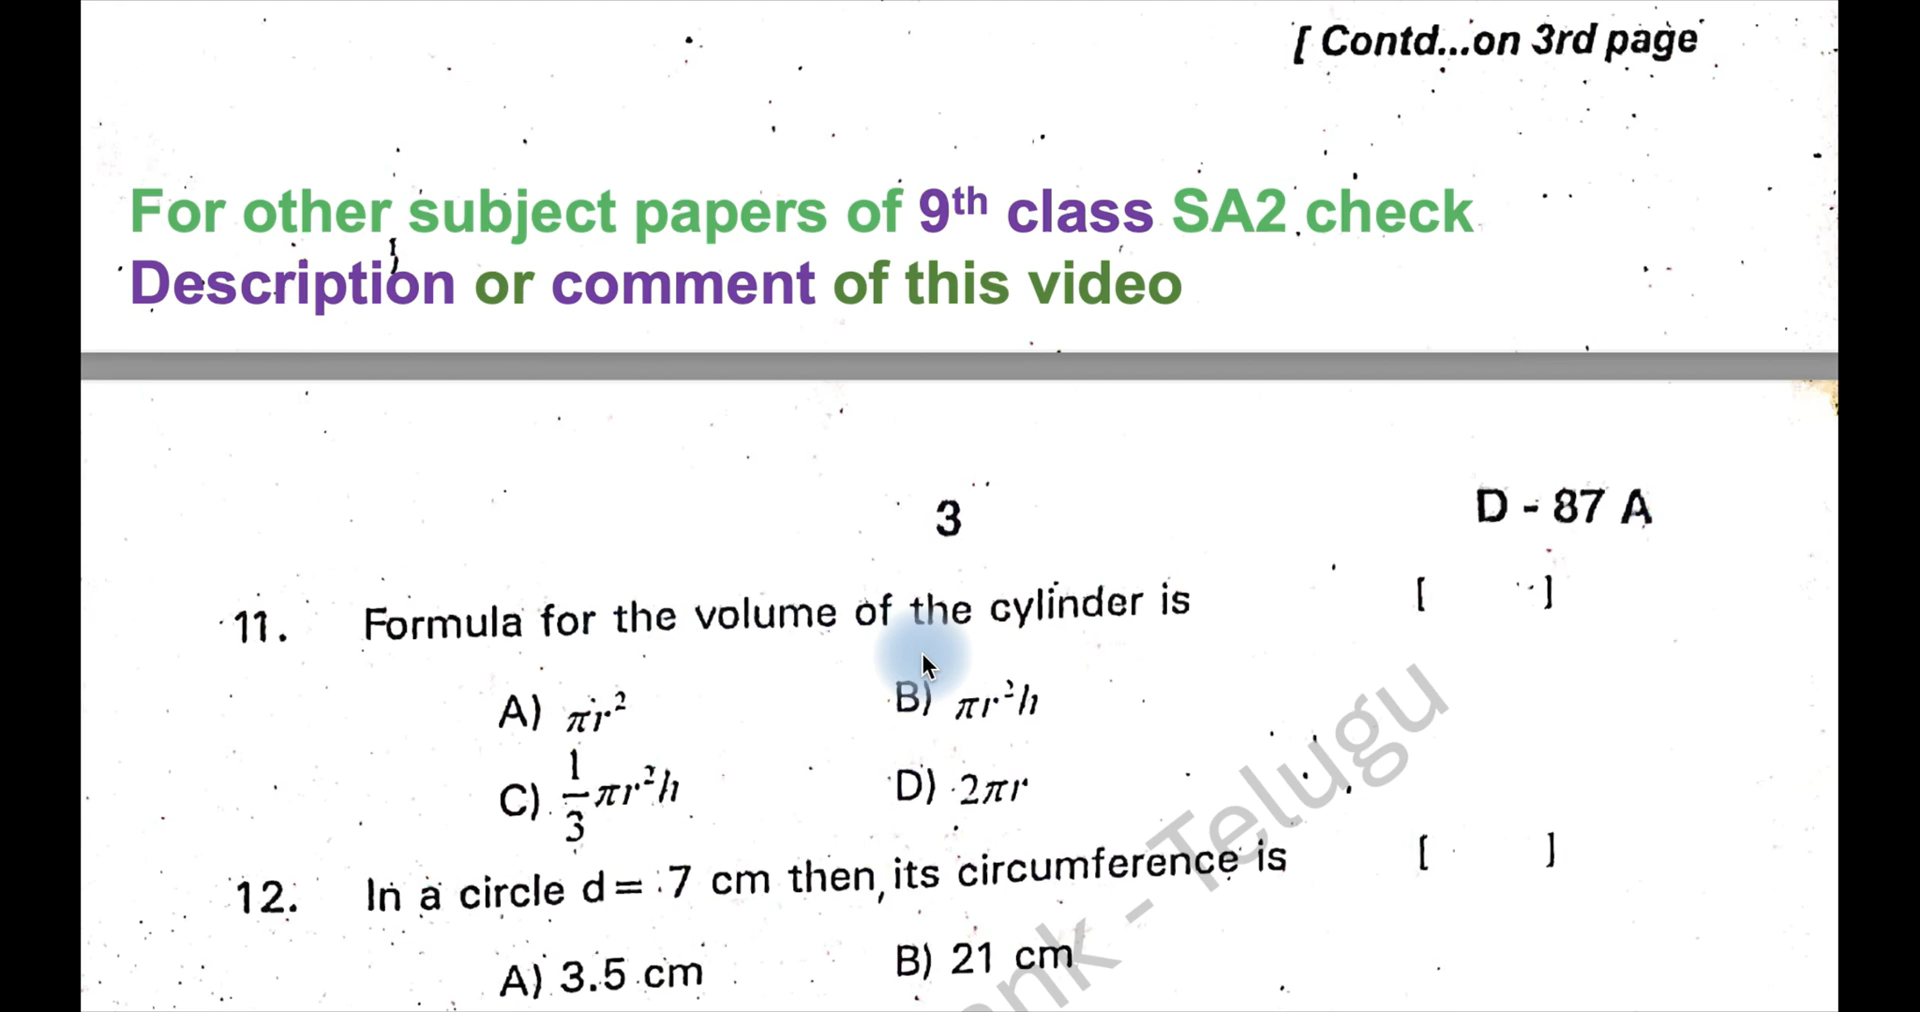 [ Contd...on 3rd page
For other subject papers of 9th class SA2 check
Description or comment of this video
3
D - 87 A
11. Formula for the volume of the cylinder is [ ]
A) πr² B) πr²h
C) 1/3 πr²h D) 2πr
12. In a circle d = 7 cm then its circumference is [ ]
A) 3.5 cm B) 21 cm
- Telugu